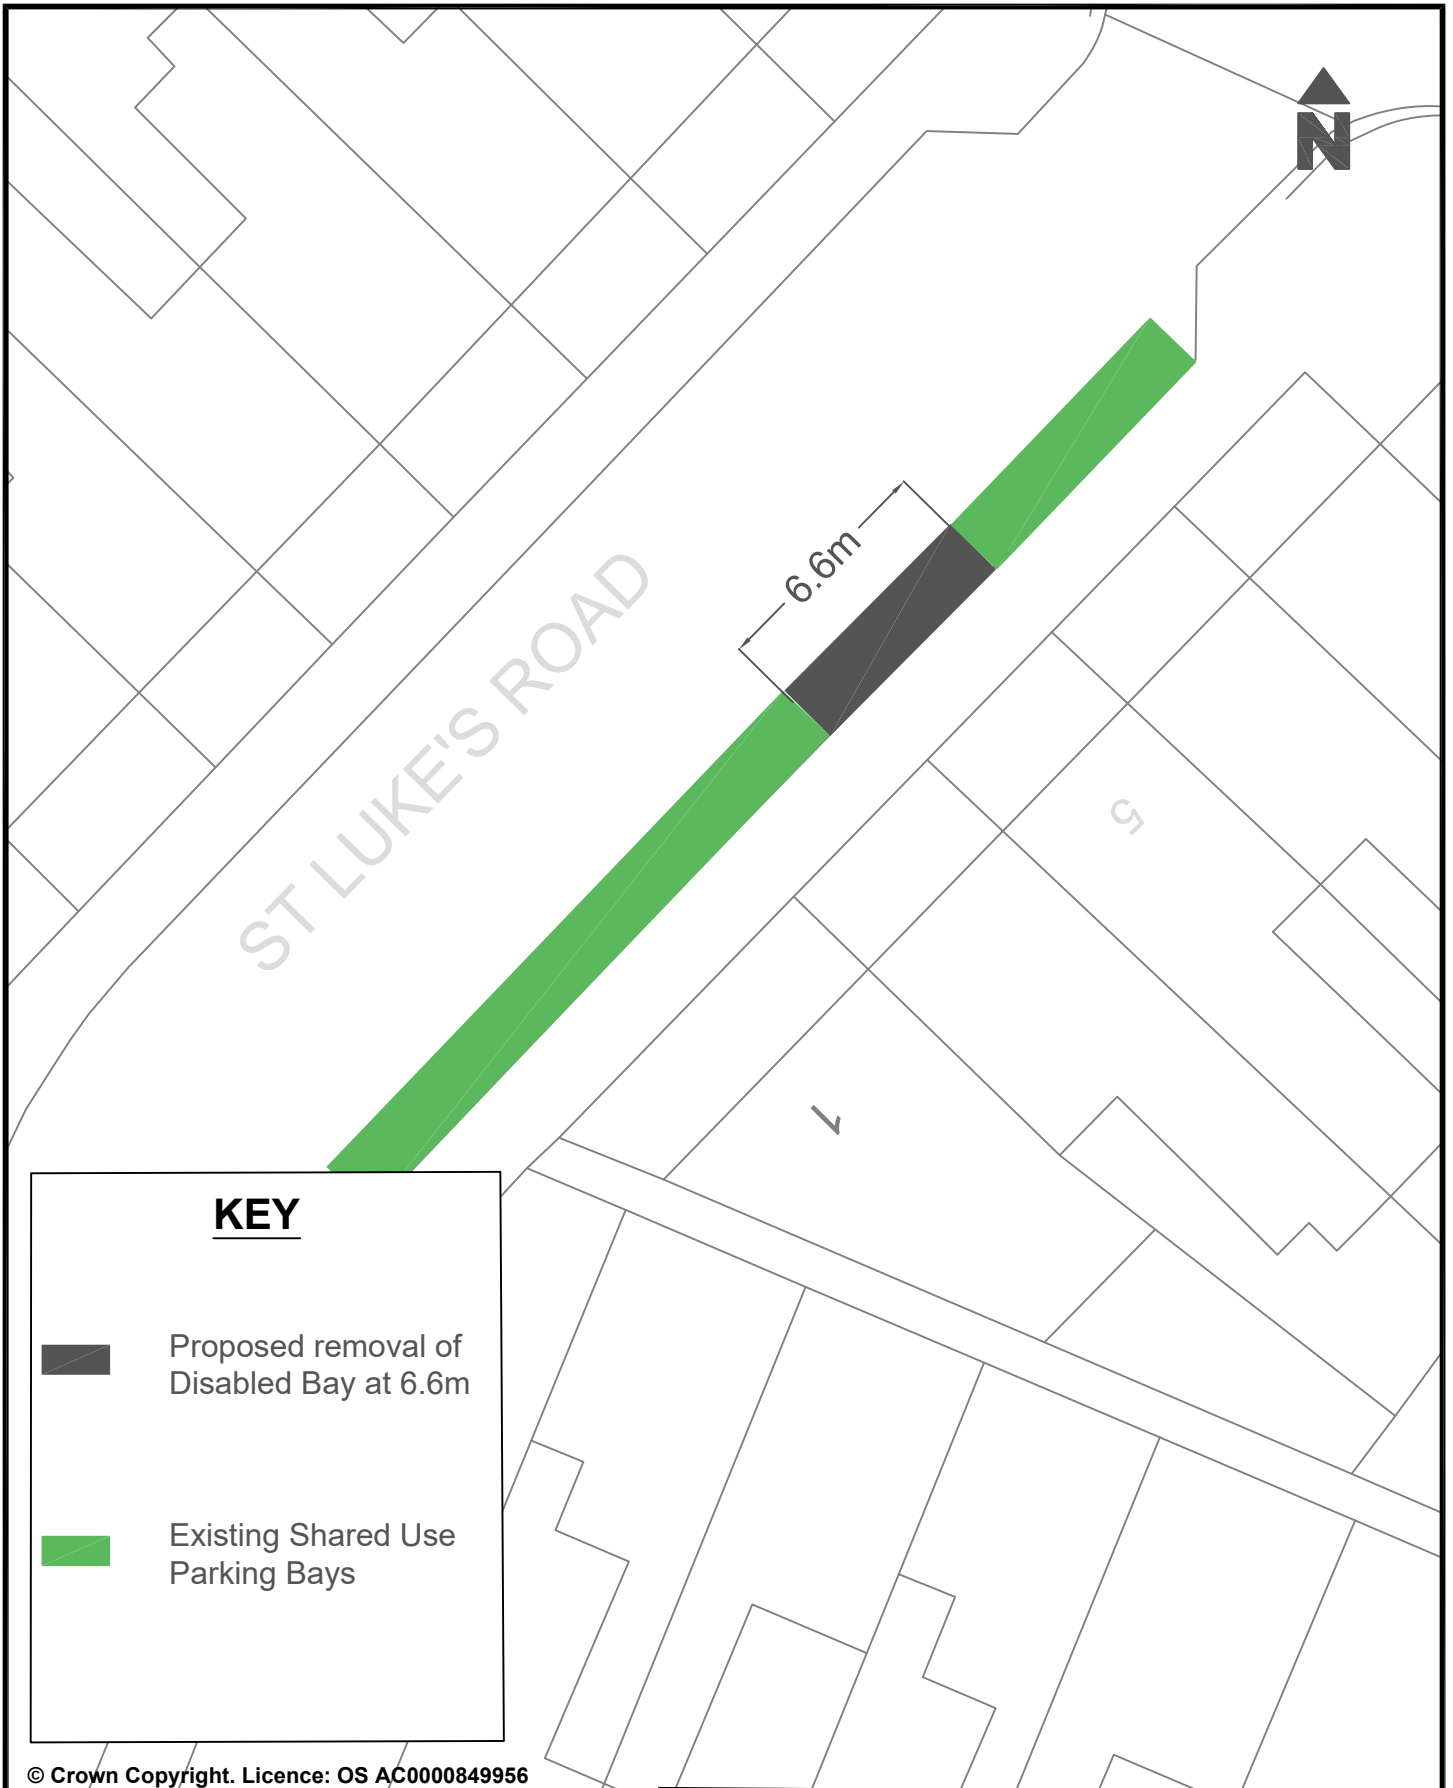 N
6.6m
ST LUKE'S ROAD
5
1
KEY
Proposed removal of
Disabled Bay at 6.6m
Existing Shared Use
Parking Bays
© Crown Copyright. Licence: OS AC0000849956